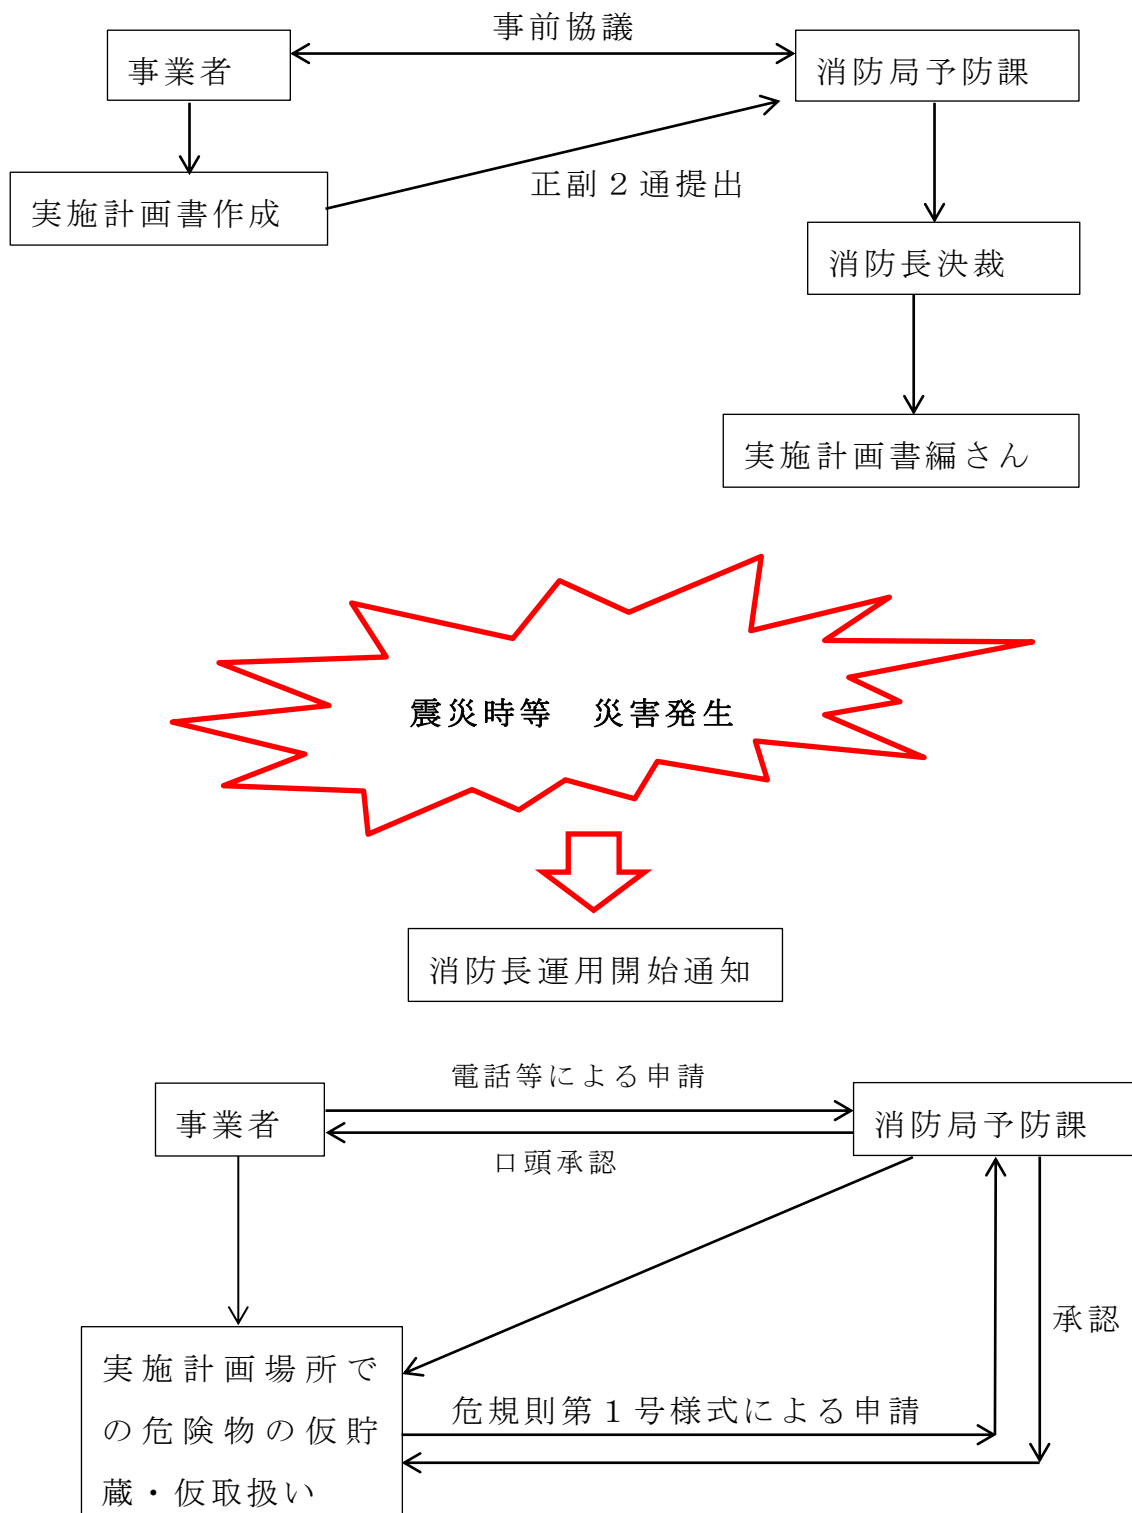 事前協議
事業者
消防局予防課
正副２通提出
実施計画書作成
消防長決裁
実施計画書編さん
震災時等　災害発生
消防長運用開始通知
電話等による申請
事業者
消防局予防課
口頭承認
承認
実施計画場所で
の危険物の仮貯
蔵・仮取扱い
危規則第１号様式による申請